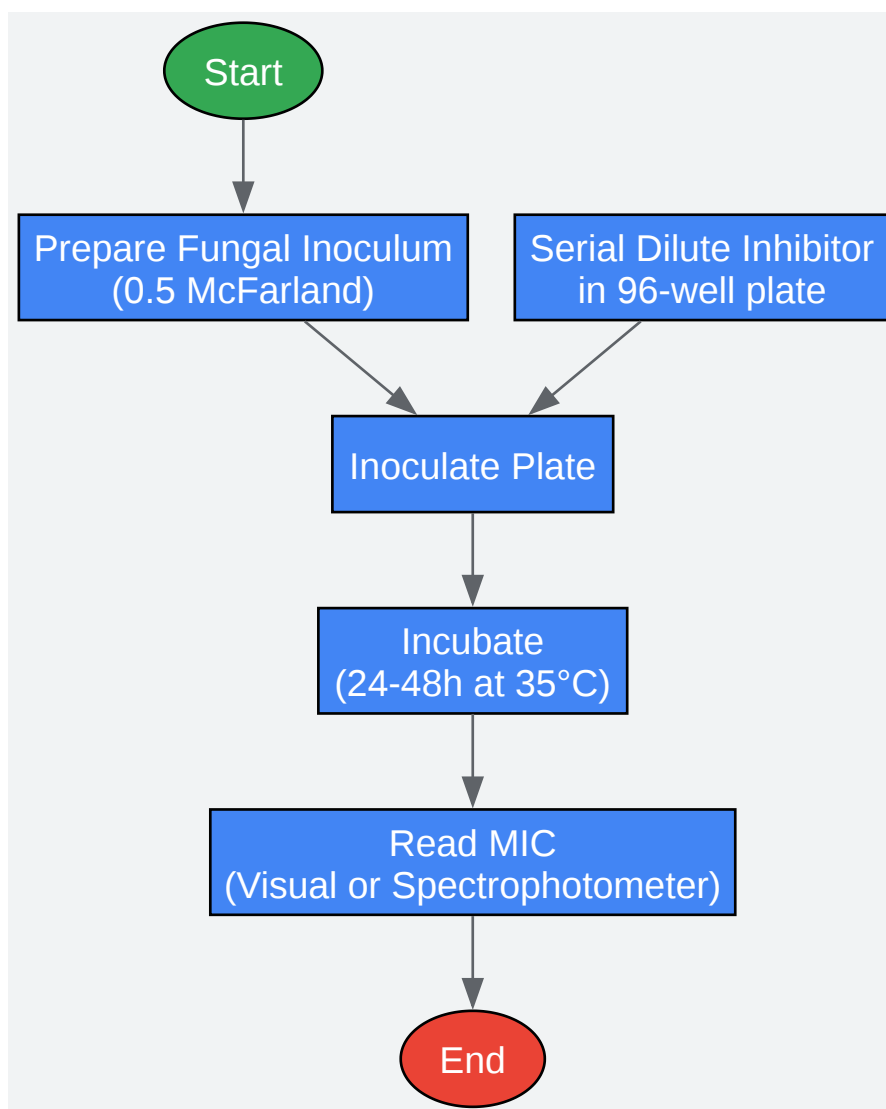 Start
Prepare Fungal Inoculum
(0.5 McFarland)
Serial Dilute Inhibitor
in 96-well plate
Inoculate Plate
Incubate
(24-48h at 35°C)
Read MIC
(Visual or Spectrophotometer)
End